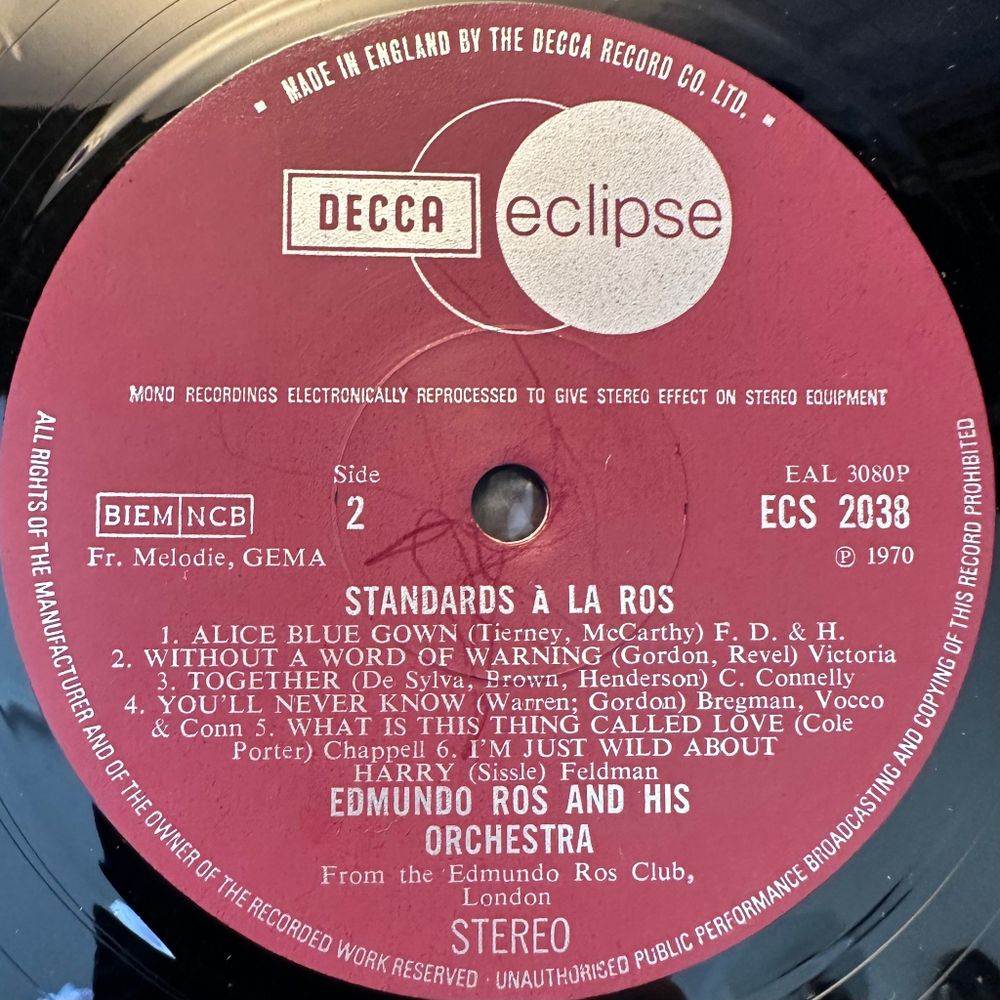 MADE IN ENGLAND BY THE DECCA RECORD CO. LTD.
DECCA
eclipse
MONO RECORDINGS ELECTRONICALLY REPROCESSED TO GIVE STEREO EFFECT ON STEREO EQUIPMENT
Side
2
BIEM NCB
Fr. Melodie, GEMA
EAL 3080P
ECS 2038
℗ 1970
STANDARDS À LA ROS
1. ALICE BLUE GOWN (Tierney, McCarthy) F. D. & H.
2. WITHOUT A WORD OF WARNING (Gordon, Revel) Victoria
3. TOGETHER (De Sylva, Brown, Henderson) C. Connelly
4. YOU'LL NEVER KNOW (Warren; Gordon) Bregman, Vocco
& Conn 5. WHAT IS THIS THING CALLED LOVE (Cole
Porter) Chappell 6. I'M JUST WILD ABOUT
HARRY (Sissle) Feldman
EDMUNDO ROS AND HIS
ORCHESTRA
From the Edmundo Ros Club,
London
STEREO
ALL RIGHTS OF THE MANUFACTURER AND OF THE OWNER OF THE RECORDED WORK RESERVED · UNAUTHORISED PUBLIC PERFORMANCE BROADCASTING AND COPYING OF THIS RECORD PROHIBITED